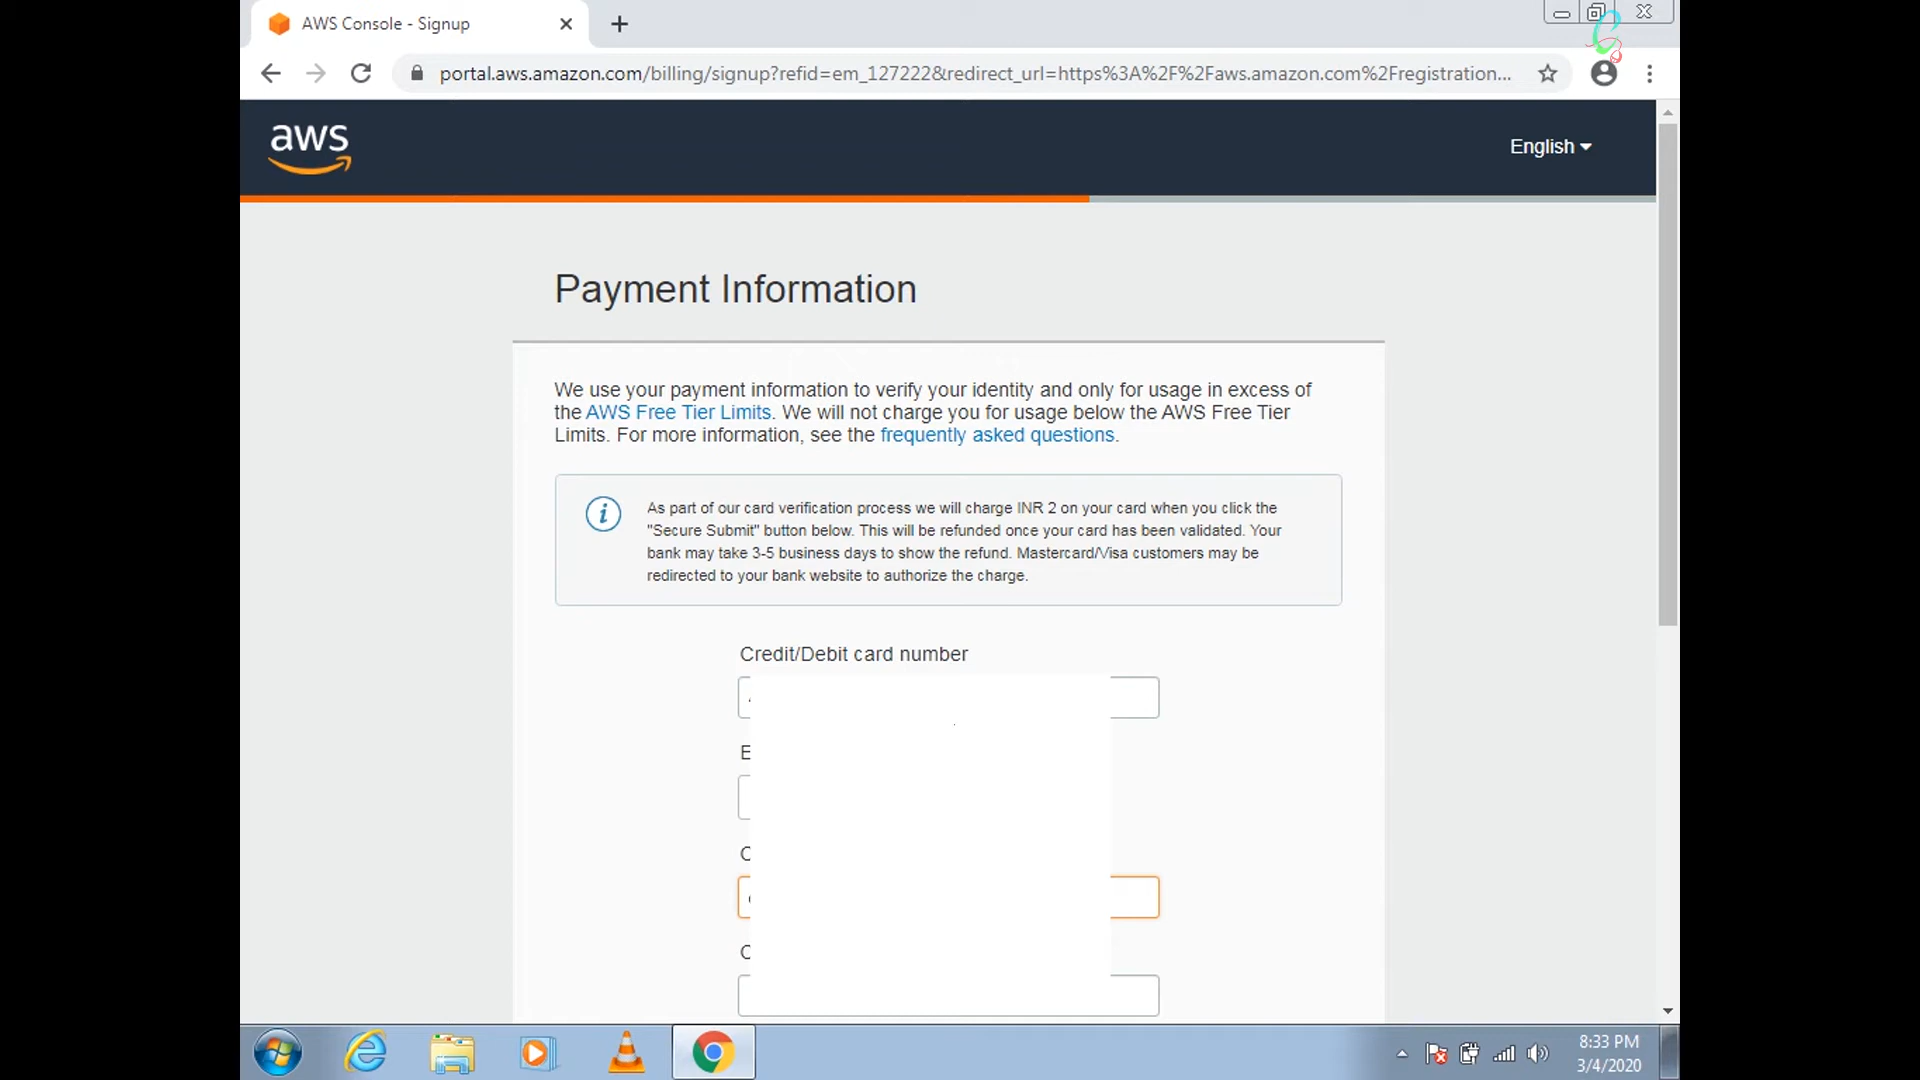 AWS Console - Signup
portal.aws.amazon.com/billing/signup?refid=em_127222&redirect_url=https%3A%2F%2Faws.amazon.com%2Fregistration...
aws
English
Payment Information
We use your payment information to verify your identity and only for usage in excess of
the AWS Free Tier Limits. We will not charge you for usage below the AWS Free Tier
Limits. For more information, see the frequently asked questions.
As part of our card verification process we will charge INR 2 on your card when you click the
"Secure Submit" button below. This will be refunded once your card has been validated. Your
bank may take 3-5 business days to show the refund. Mastercard/Visa customers may be
redirected to your bank website to authorize the charge.
Credit/Debit card number
E
C
C
8:33 PM
3/4/2020